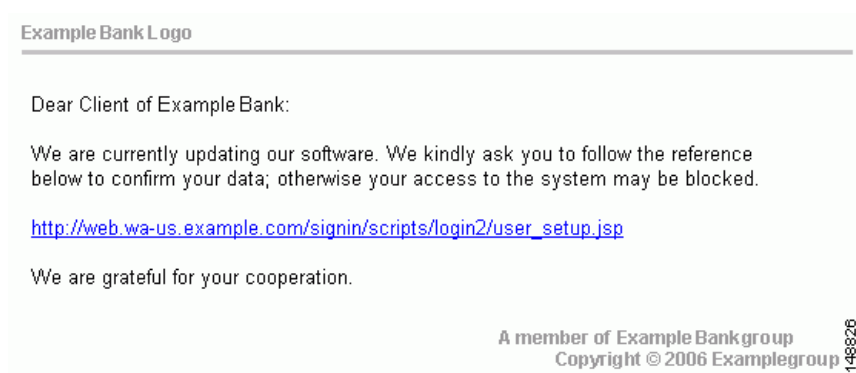 Example Bank Logo
Dear Client of Example Bank:
We are currently updating our software. We kindly ask you to follow the reference
below to confirm your data; otherwise your access to the system may be blocked.
http://web.wa-us.example.com/signin/scripts/login2/user_setup.jsp
We are grateful for your cooperation.
A member of Example Bankgroup
Copyright © 2006 Examplegroup
148826